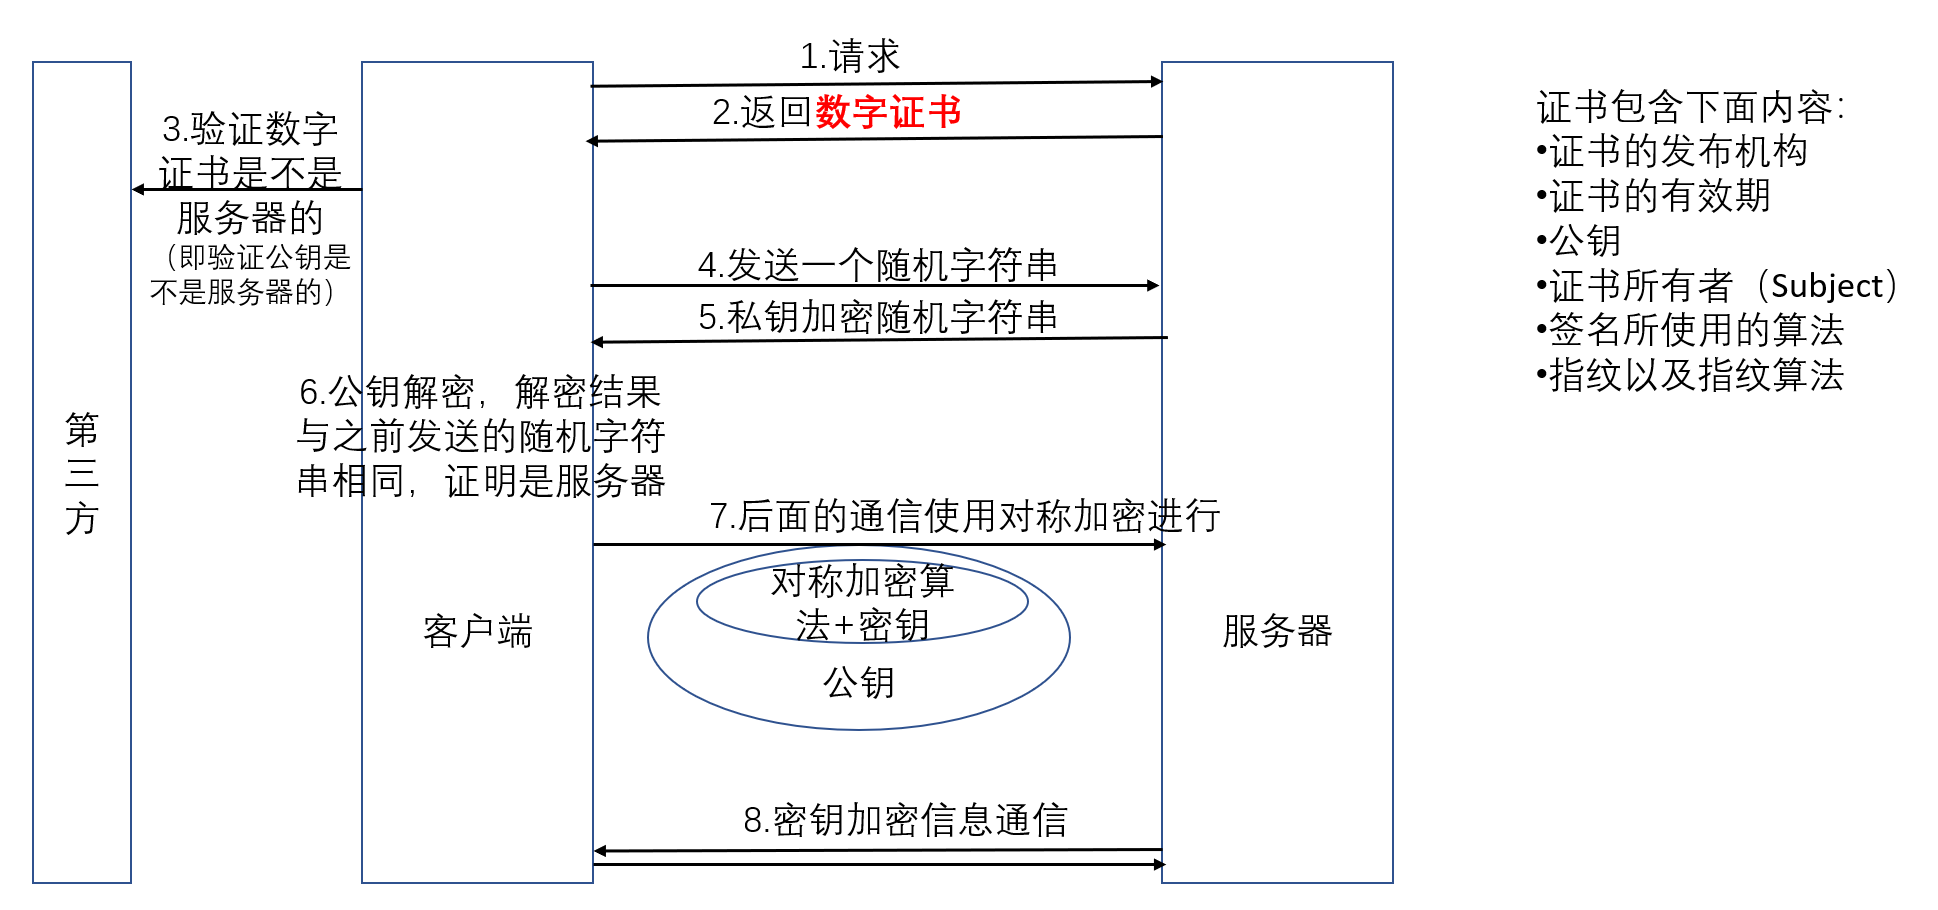 1.请求
2.返回数字证书
3.验证数字
证书是不是
服务器的
（即验证公钥是
不是服务器的）
4.发送一个随机字符串
5.私钥加密随机字符串
6.公钥解密，解密结果
与之前发送的随机字符
串相同，证明是服务器
7.后面的通信使用对称加密进行
对称加密算
法+密钥
公钥
8.密钥加密信息通信
第
三
方
客户端
服务器
证书包含下面内容：
•证书的发布机构
•证书的有效期
•公钥
•证书所有者（Subject）
•签名所使用的算法
•指纹以及指纹算法